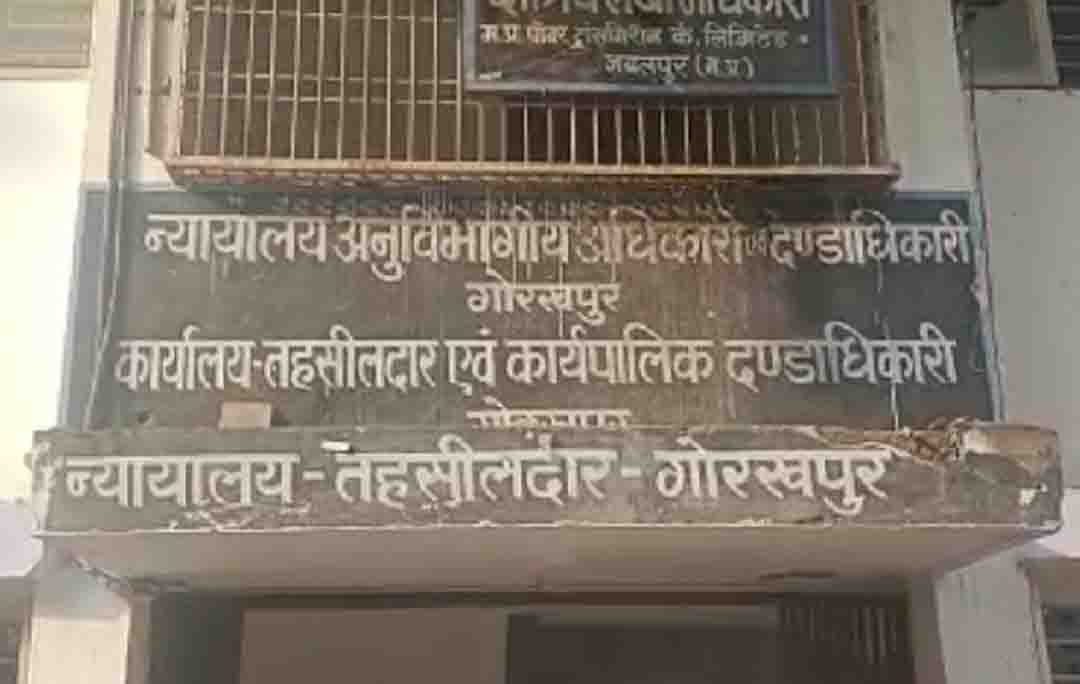 क्षेत्रीय लेखाधिकारी
म.प्र. पॉवर ट्रांसमिशन कं. लिमिटेड
जबलपुर (म.प्र.)
न्यायालय अनुविभागीय अधिकारी एवं दण्डाधिकारी
गोरखपुर
कार्यालय-तहसीलदार एवं कार्यपालिक दण्डाधिकारी
न्यायालय - तहसीलदार - गोरखपुर